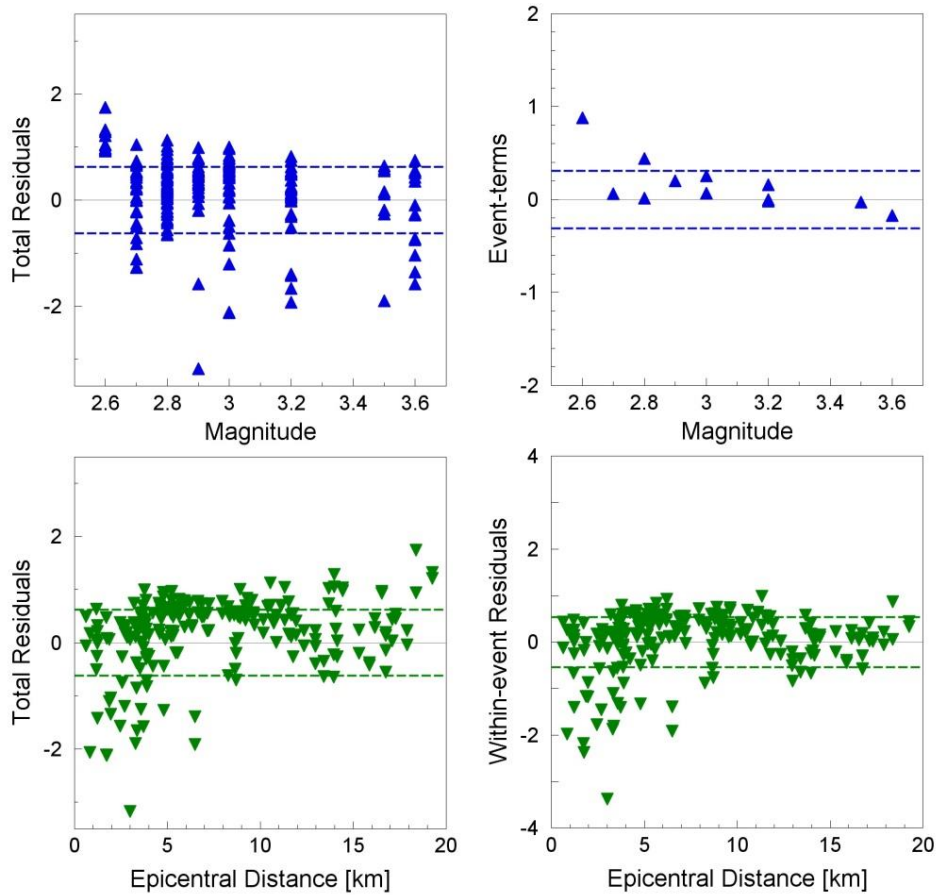 2
0
-2
Total Residuals
2.6 2.8 3 3.2 3.4 3.6
Magnitude
2
1
0
-1
-2
Event-terms
2.6 2.8 3 3.2 3.4 3.6
Magnitude
2
0
-2
Total Residuals
0 5 10 15 20
Epicentral Distance [km]
4
2
0
-2
-4
Within-event Residuals
0 5 10 15 20
Epicentral Distance [km]